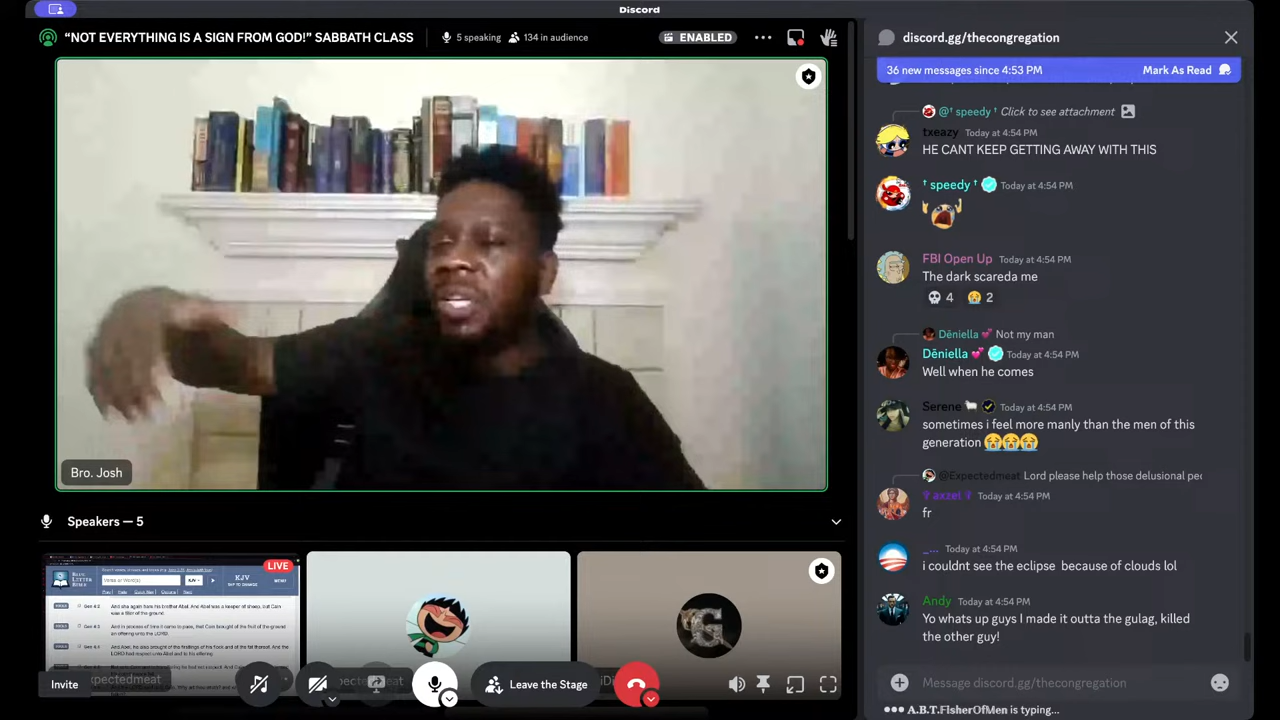 Discord
“NOT EVERYTHING IS A SIGN FROM GOD!” SABBATH CLASS
5 speaking
134 in audience
ENABLED
discord.gg/thecongregation
36 new messages since 4:53 PM
Mark As Read
@† speedy † Click to see attachment
txeazy Today at 4:54 PM
HE CANT KEEP GETTING AWAY WITH THIS
† speedy † Today at 4:54 PM
FBI Open Up Today at 4:54 PM
The dark scareda me
4
2
Dēniella 💕 Not my man
Dēniella 💕 Today at 4:54 PM
Well when he comes
Serene Today at 4:54 PM
sometimes i feel more manly than the men of this
generation 😭😭😭
@Expectedmeat Lord please help those delusional pe
axzel Today at 4:54 PM
fr
_... Today at 4:54 PM
i couldnt see the eclipse because of clouds lol
Andy Today at 4:54 PM
Yo whats up guys I made it outta the gulag, killed
the other guy!
Message discord.gg/thecongregation
A.B.T.FisherOfMen is typing...
Bro. Josh
Speakers — 5
LIVE
KJV
G
Invite
xpectedmeat
Leave the Stage